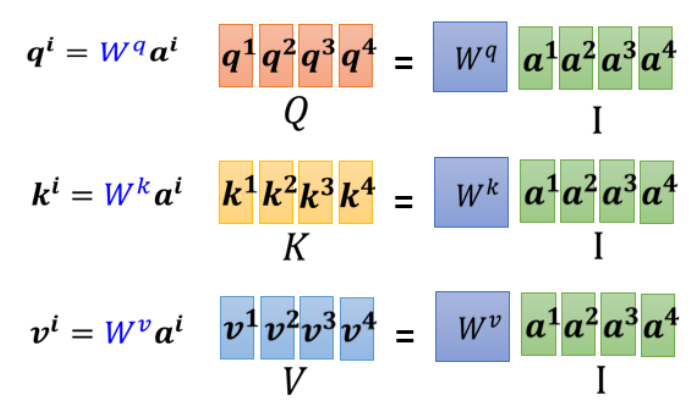 qⁱ = W^q aⁱ q¹ q² q³ q⁴ = W^q a¹ a² a³ a⁴
Q I
kⁱ = W^k aⁱ k¹ k² k³ k⁴ = W^k a¹ a² a³ a⁴
K I
vⁱ = W^v aⁱ v¹ v² v³ v⁴ = W^v a¹ a² a³ a⁴
V I